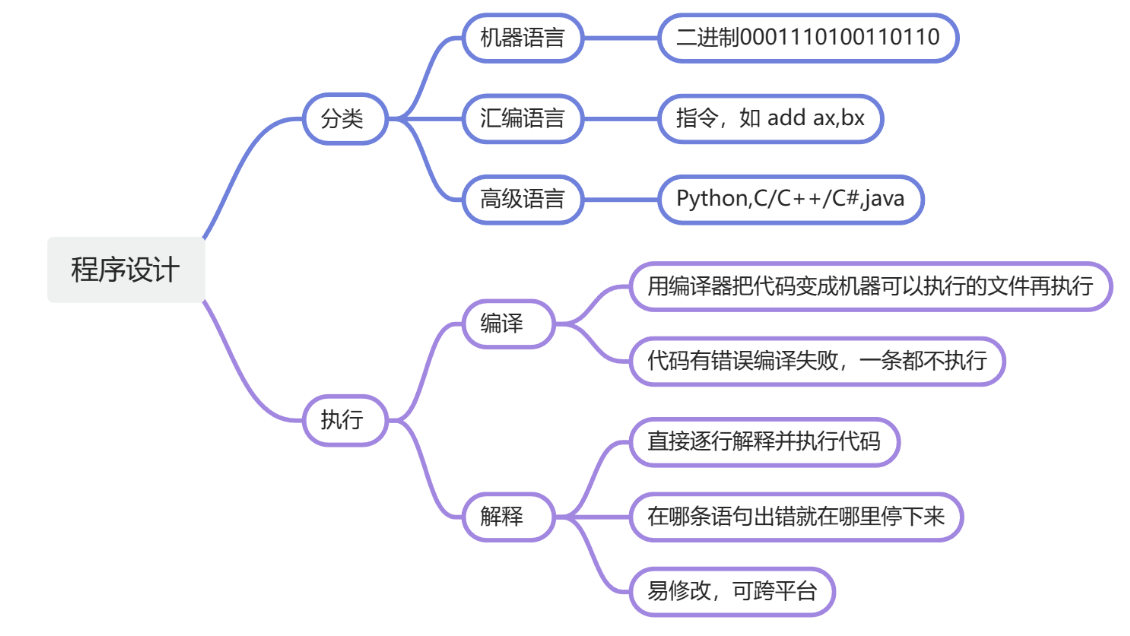 程序设计
分类
机器语言
二进制0001110100110110
汇编语言
指令，如 add ax,bx
高级语言
Python,C/C++/C#,java
执行
编译
用编译器把代码变成机器可以执行的文件再执行
代码有错误编译失败，一条都不执行
解释
直接逐行解释并执行代码
在哪条语句出错就在哪里停下来
易修改，可跨平台